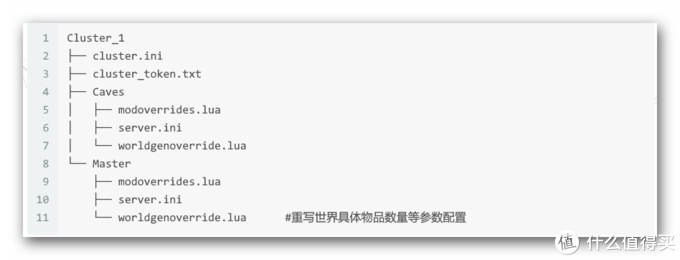 1 Cluster_1
2 ├── cluster.ini
3 ├── cluster_token.txt
4 ├── Caves
5 │   ├── modoverrides.lua
6 │   ├── server.ini
7 │   └── worldgenoverride.lua
8 └── Master
9     ├── modoverrides.lua
10     ├── server.ini
11     └── worldgenoverride.lua     #重写世界具体物品数量等参数配置
值 什么值得买